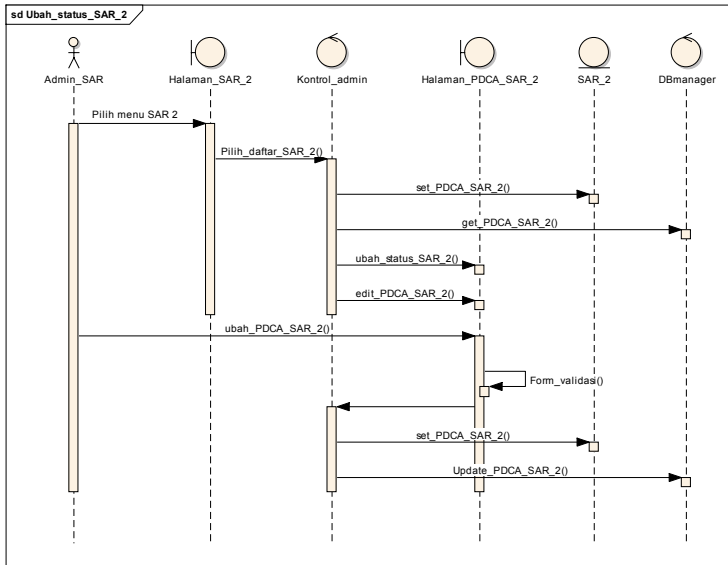 sd Ubah_status_SAR_2
Admin_SAR
Halaman_SAR_2
Kontrol_admin
Halaman_PDCA_SAR_2
SAR_2
DBmanager
Pilih menu SAR 2
Pilih_daftar_SAR_2()
set_PDCA_SAR_2()
get_PDCA_SAR_2()
ubah_status_SAR_2()
edit_PDCA_SAR_2()
ubah_PDCA_SAR_2()
Form_validasi()
set_PDCA_SAR_2()
Update_PDCA_SAR_2()